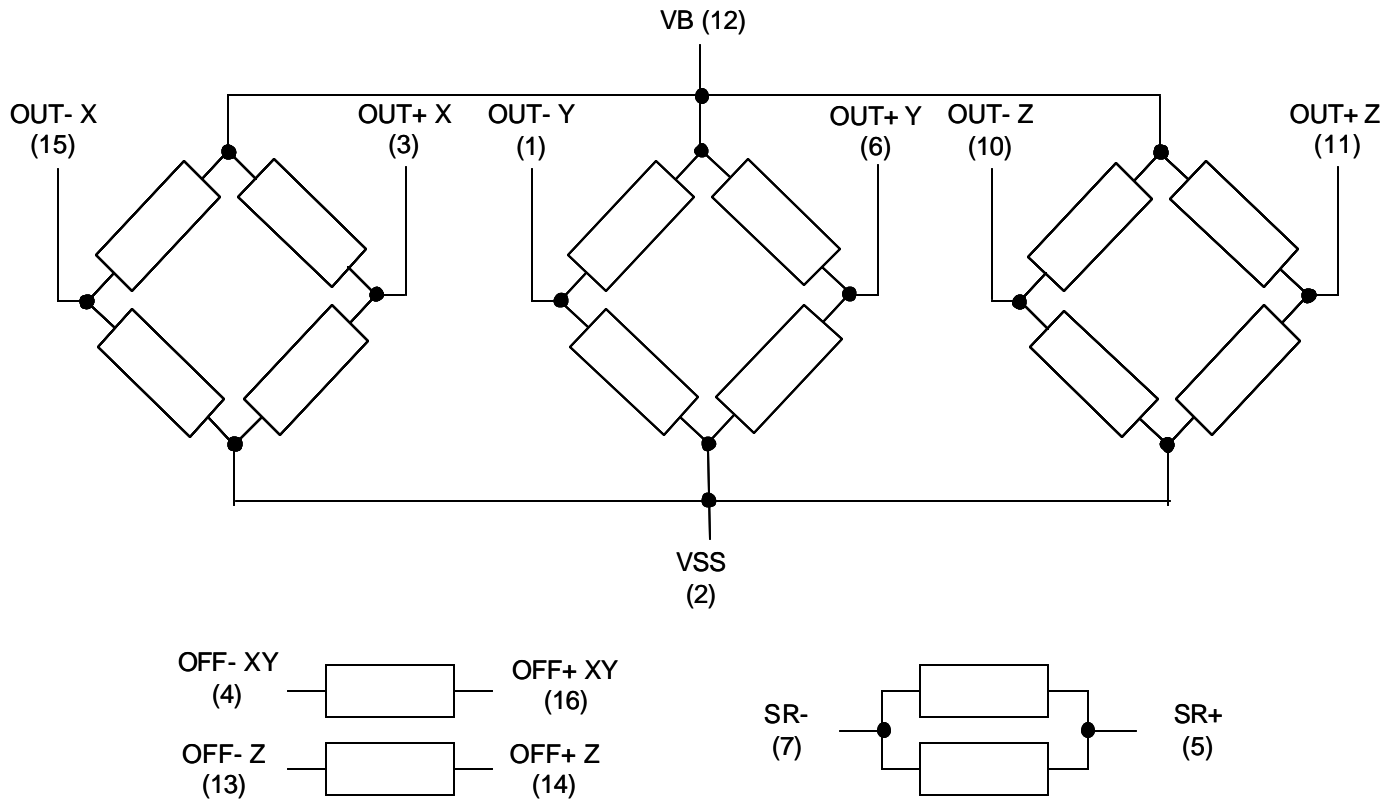 VB (12)
OUT- X
(15)
OUT+ X
(3)
OUT- Y
(1)
OUT+ Y
(6)
OUT- Z
(10)
OUT+ Z
(11)
VSS
(2)
OFF- XY
(4)
OFF+ XY
(16)
OFF- Z
(13)
OFF+ Z
(14)
SR-
(7)
SR+
(5)